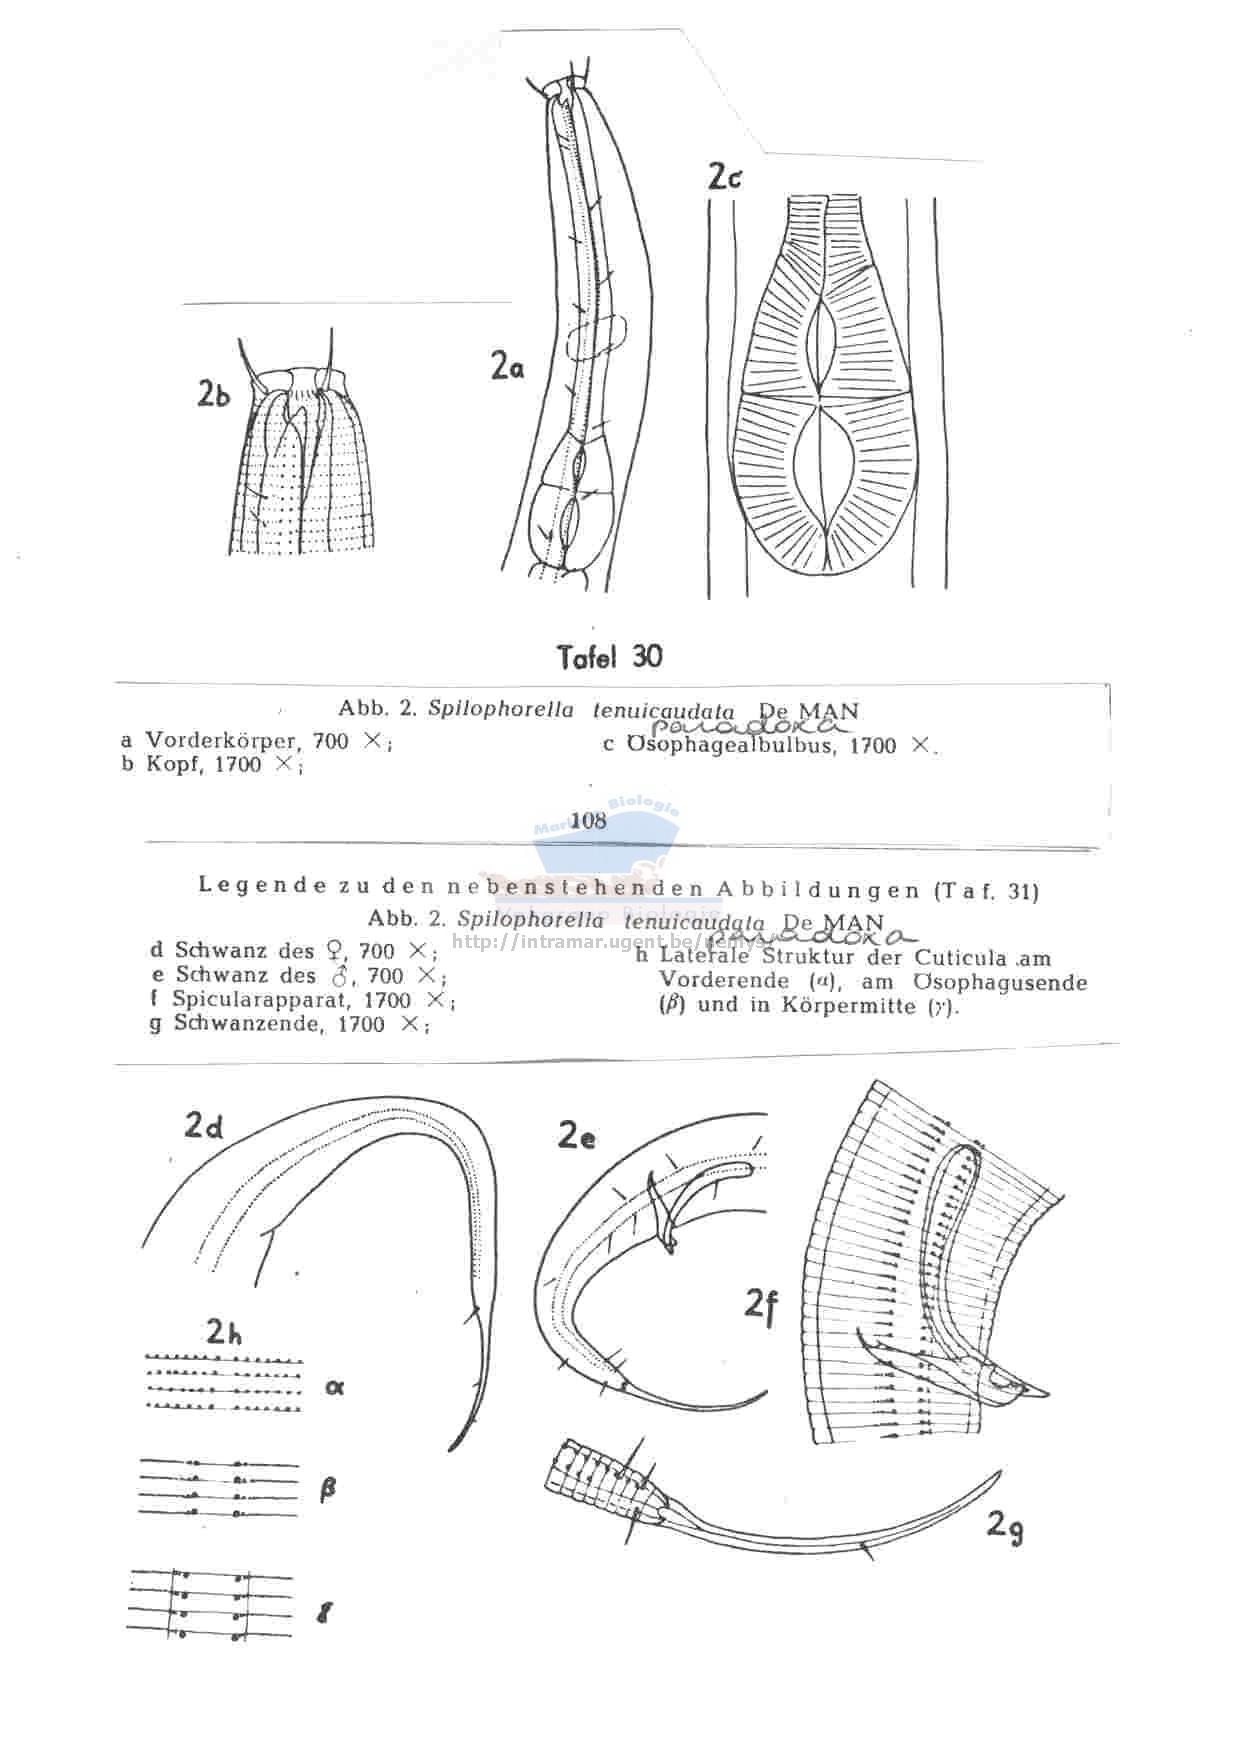 2c
2a
2b
Tafel 30
Abb. 2. Spilophorella tenuicaudata De MAN
paradoxa
a Vorderkörper, 700 ×;
b Kopf, 1700 ×;
c Ösophagealbulbus, 1700 ×.
Biologie
108
Legende zu den nebenstehenden Abbildungen (Taf. 31)
Abb. 2. Spilophorella tenuicaudata De MAN
paradoxa
http://intramar.ugent.be/nemys
d Schwanz des ♀, 700 ×;
e Schwanz des ♂, 700 ×;
f Spicularapparat, 1700 ×;
g Schwanzende, 1700 ×;
h Laterale Struktur der Cuticula am
Vorderende (α), am Ösophagusende
(β) und in Körpermitte (γ).
2d
2e
2f
2h
α
β
γ
2g